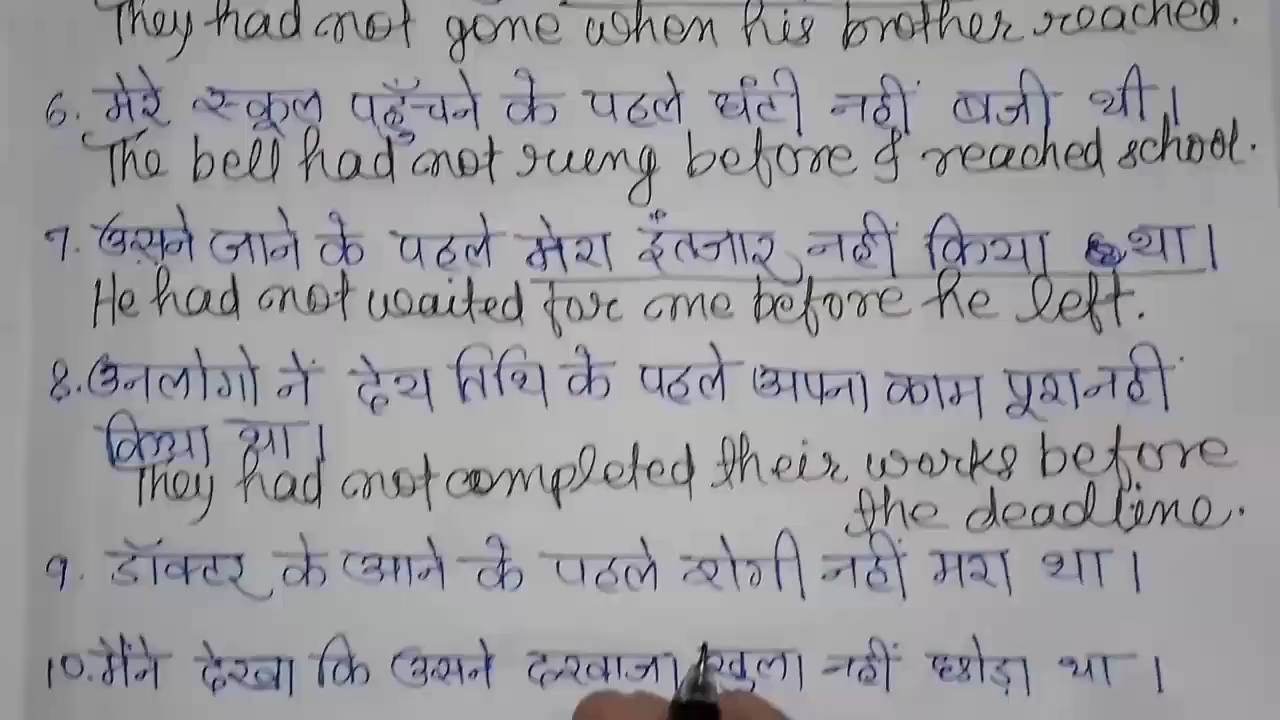 They had not gone when his brother reached.
6. मेरे स्कूल पहुँचने के पहले घंटी नहीं बजी थी।
The bell had not rung before I reached school.
7. उसने जाने के पहले मेरा इंतजार नहीं किया था।
He had not waited for me before he left.
8. उनलोगों नें देय तिथि के पहले अपना काम पूरा नहीं
किया था।
They had not completed their works before
the deadline.
9. डॉक्टर के आने के पहले रोगी नहीं मरा था।
10. मैंने देखा कि उसने दरवाजा खुला नहीं छोड़ा था।